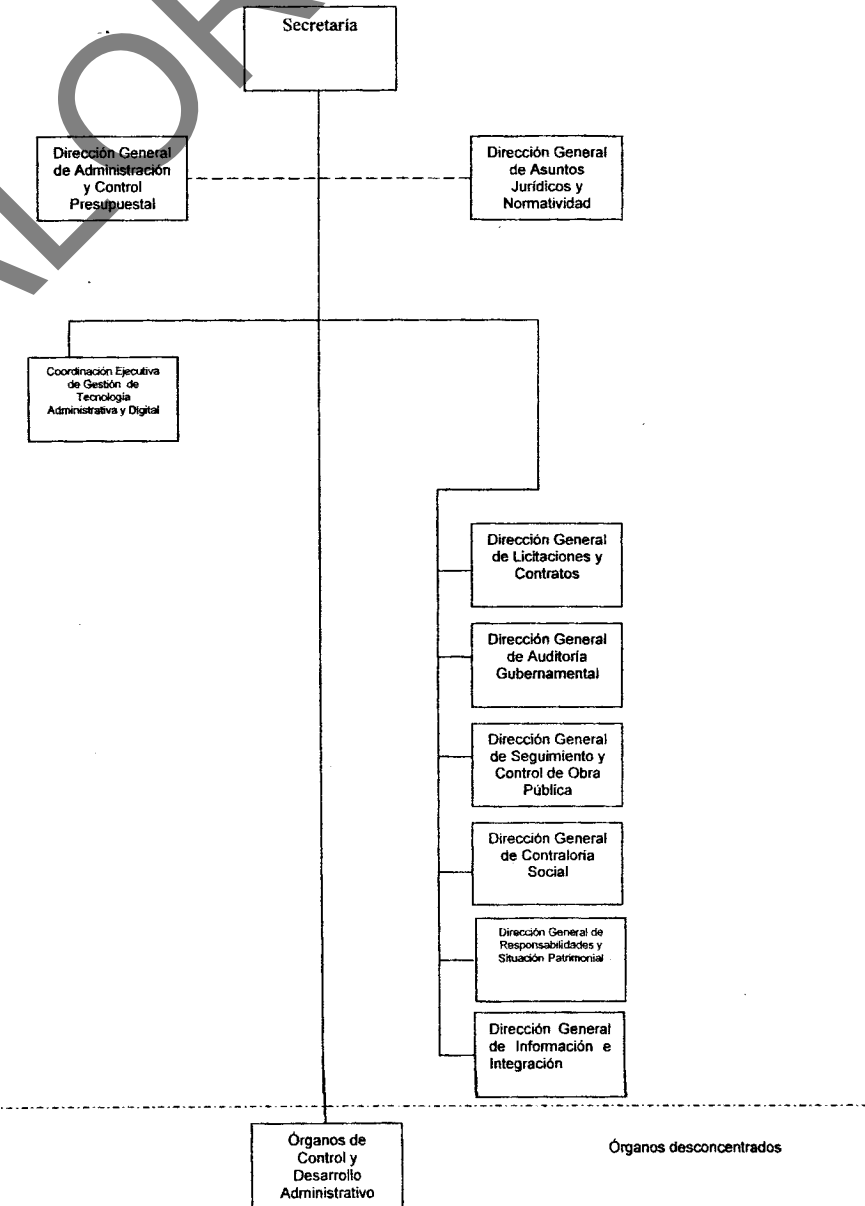 Secretaría
Dirección General
de Administración
y Control
Presupuestal
Dirección General
de Asuntos
Jurídicos y
Normatividad
Coordinación Ejecutiva
de Gestión de
Tecnología
Administrativa y Digital
Dirección General
de Licitaciones y
Contratos
Dirección General
de Auditoría
Gubernamental
Dirección General
de Seguimiento y
Control de Obra
Pública
Dirección General
de Contraloría
Social
Dirección General de
Responsabilidades y
Situación Patrimonial
Dirección General
de Información e
Integración
Órganos de
Control y
Desarrollo
Administrativo
Órganos desconcentrados